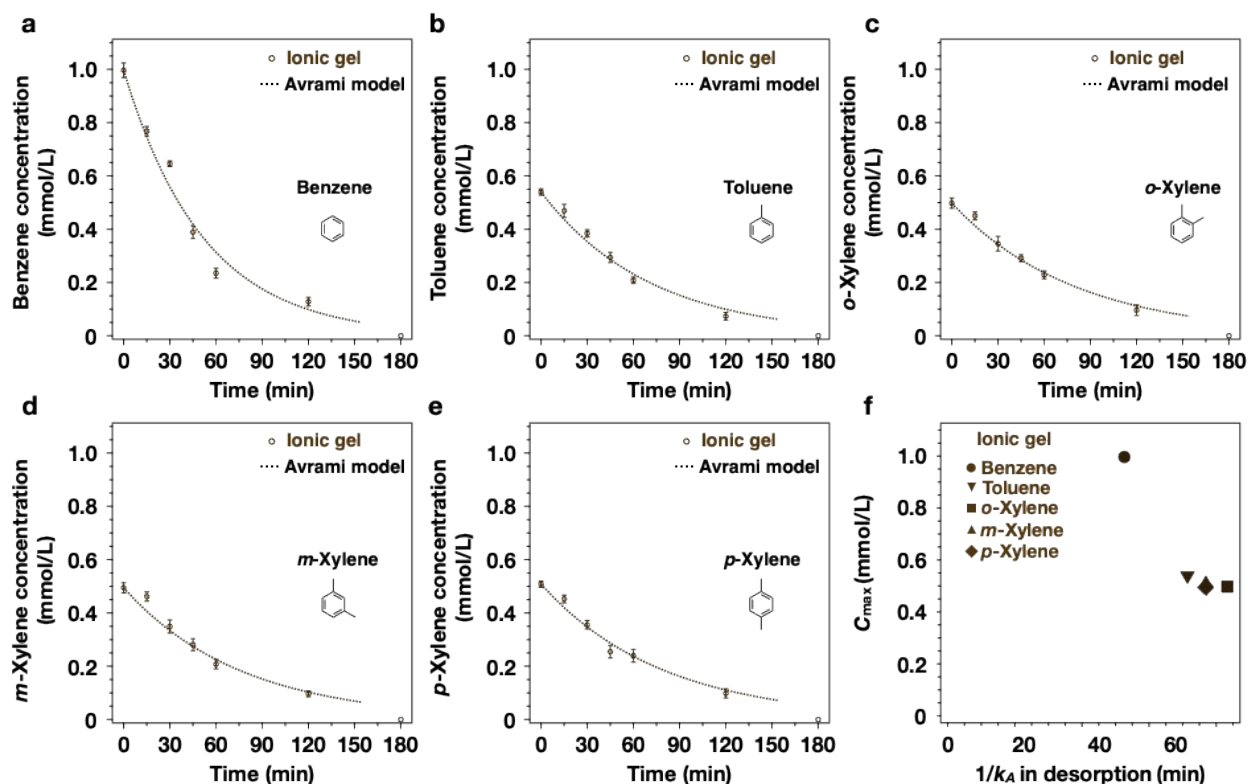 a
Benzene concentration
(mmol/L)
1.0
0.8
0.6
0.4
0.2
0
Ionic gel
Avrami model
Benzene
0 30 60 90 120 150 180
Time (min)
b
Toluene concentration
(mmol/L)
1.0
0.8
0.6
0.4
0.2
0
Ionic gel
Avrami model
Toluene
0 30 60 90 120 150 180
Time (min)
c
o-Xylene concentration
(mmol/L)
1.0
0.8
0.6
0.4
0.2
0
Ionic gel
Avrami model
o-Xylene
0 30 60 90 120 150 180
Time (min)
d
m-Xylene concentration
(mmol/L)
1.0
0.8
0.6
0.4
0.2
0
Ionic gel
Avrami model
m-Xylene
0 30 60 90 120 150 180
Time (min)
e
p-Xylene concentration
(mmol/L)
1.0
0.8
0.6
0.4
0.2
0
Ionic gel
Avrami model
p-Xylene
0 30 60 90 120 150 180
Time (min)
f
Cmax (mmol/L)
1.0
0.8
0.6
0.4
0.2
0
Ionic gel
Benzene
Toluene
o-Xylene
m-Xylene
p-Xylene
0 20 40 60
1/kA in desorption (min)